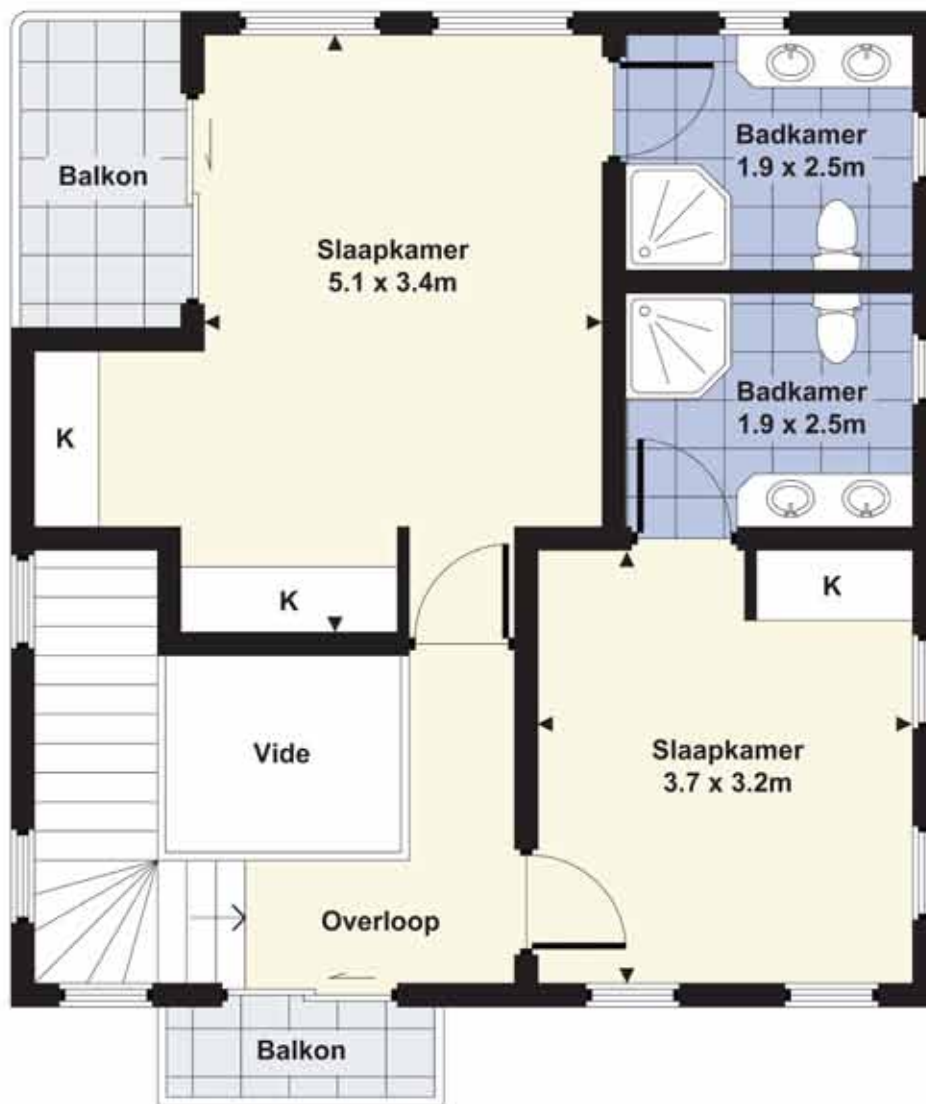 Balkon
Slaapkamer
5.1 x 3.4m
Badkamer
1.9 x 2.5m
Badkamer
1.9 x 2.5m
K
K
K
Vide
Slaapkamer
3.7 x 3.2m
Overloop
Balkon